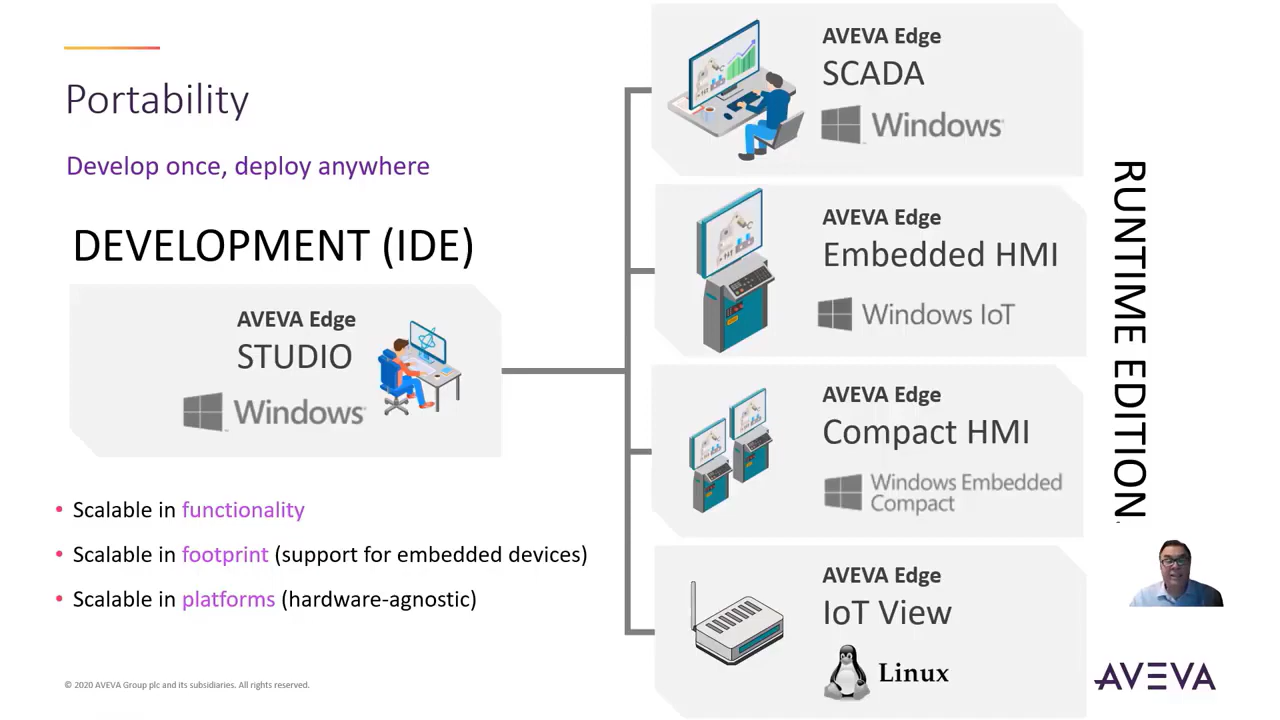 Portability
Develop once, deploy anywhere
DEVELOPMENT (IDE)
AVEVA Edge
STUDIO
Windows
• Scalable in functionality
• Scalable in footprint (support for embedded devices)
• Scalable in platforms (hardware-agnostic)
© 2020 AVEVA Group plc and its subsidiaries. All rights reserved.
AVEVA Edge
SCADA
Windows
AVEVA Edge
Embedded HMI
Windows IoT
AVEVA Edge
Compact HMI
Windows Embedded
Compact
AVEVA Edge
IoT View
Linux
RUNTIME EDITION
AVEVA